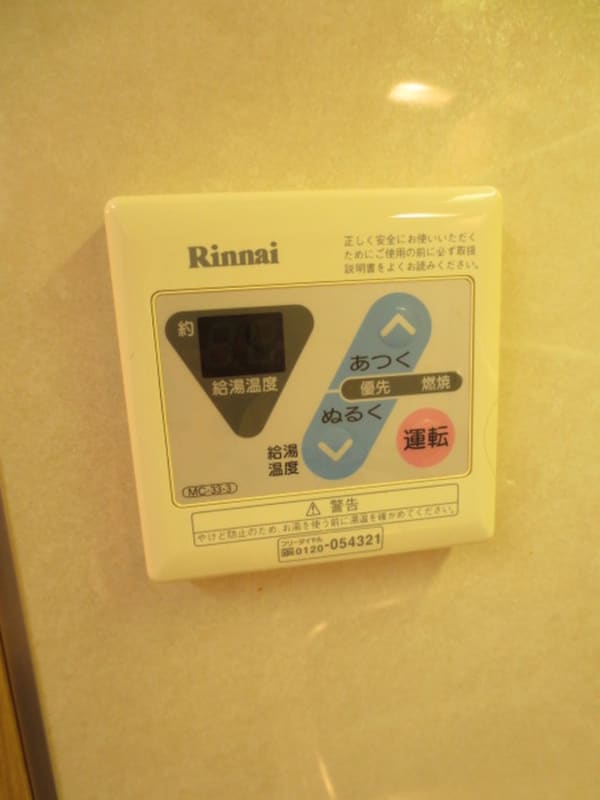 Rinnai
正しく安全にお使いいただく
ためにご使用の前に必ず取扱
説明書をよくお読みください。
約
給湯温度
あつく
優先 燃焼
ぬるく
給湯
温度
運転
MC-33-3
⚠ 警告
やけど防止のため、お湯を使う前に湯温を確かめてください。
フリーダイヤル
0120-054321